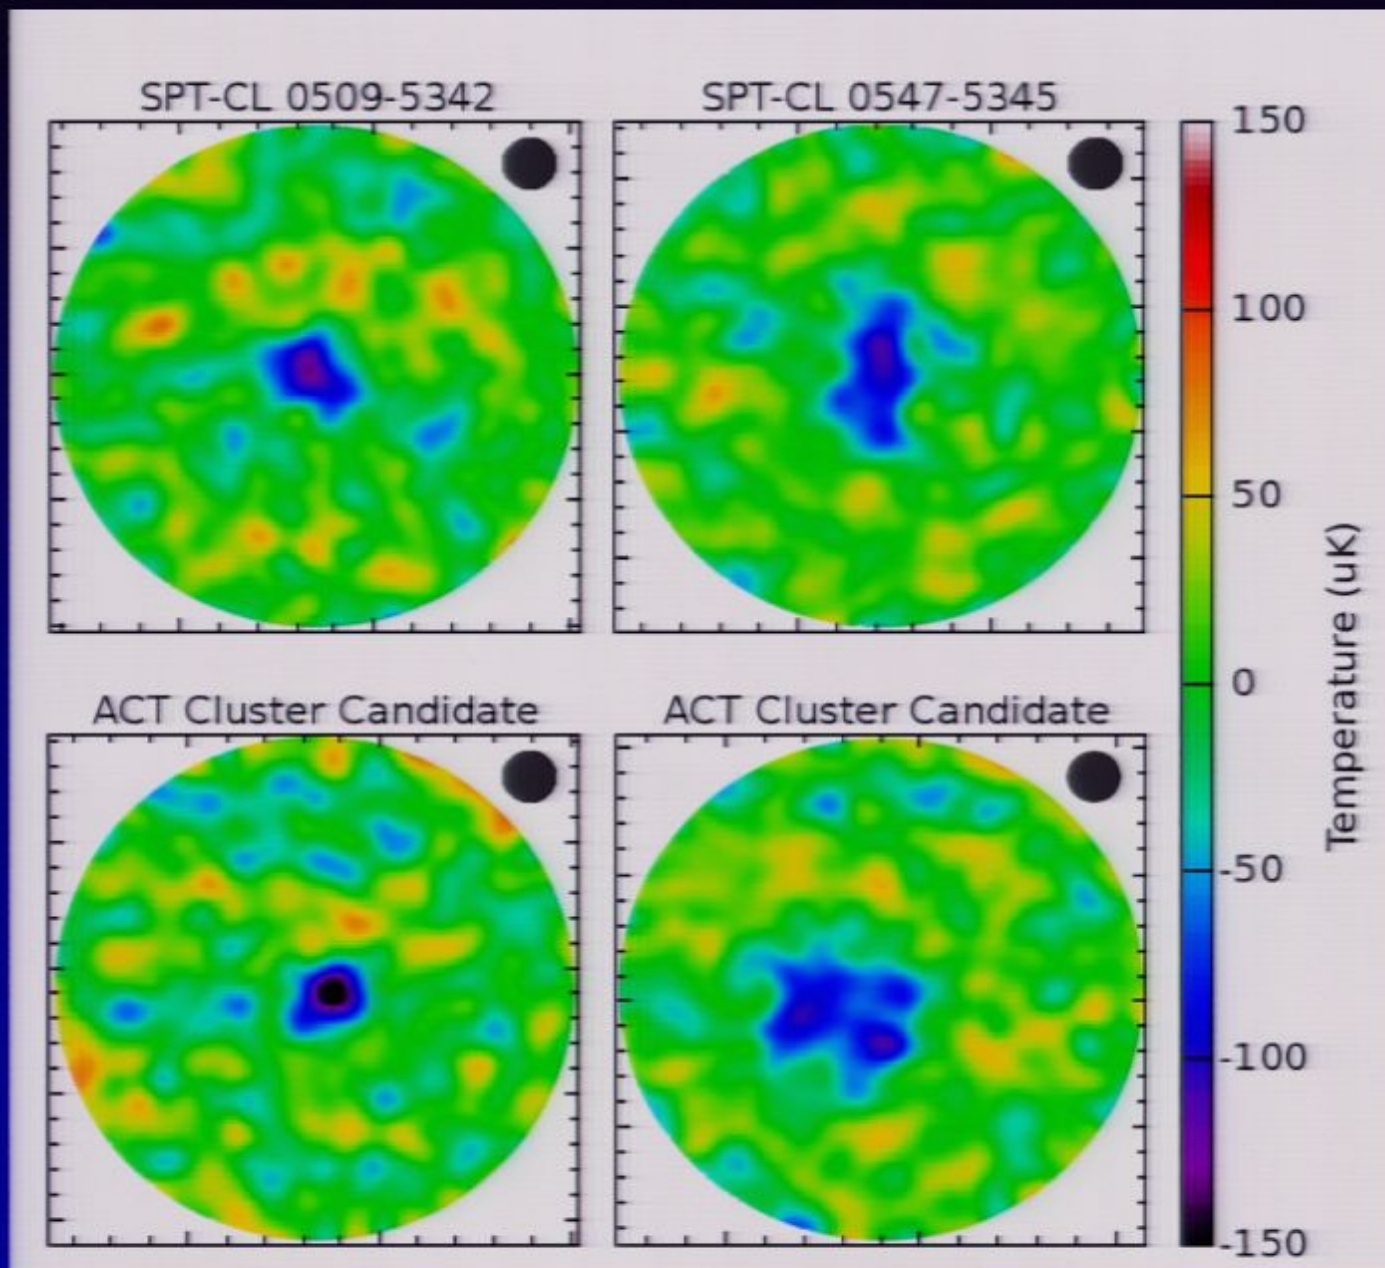 SPT-CL 0509-5342
SPT-CL 0547-5345
ACT Cluster Candidate
ACT Cluster Candidate
150
100
50
0
-50
-100
-150
Temperature (uK)